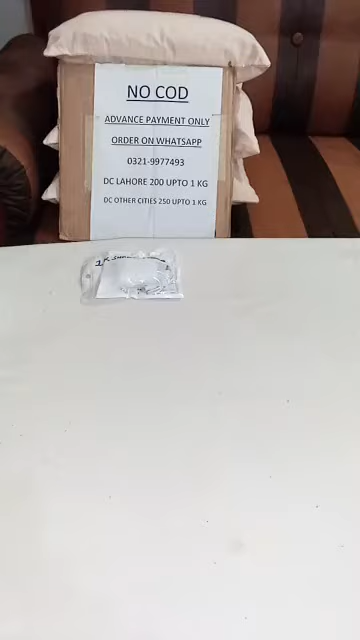 NO COD
ADVANCE PAYMENT ONLY
ORDER ON WHATSAPP
0321-9977493
DC LAHORE 200 UPTO 1 KG
DC OTHER CITIES 250 UPTO 1 KG